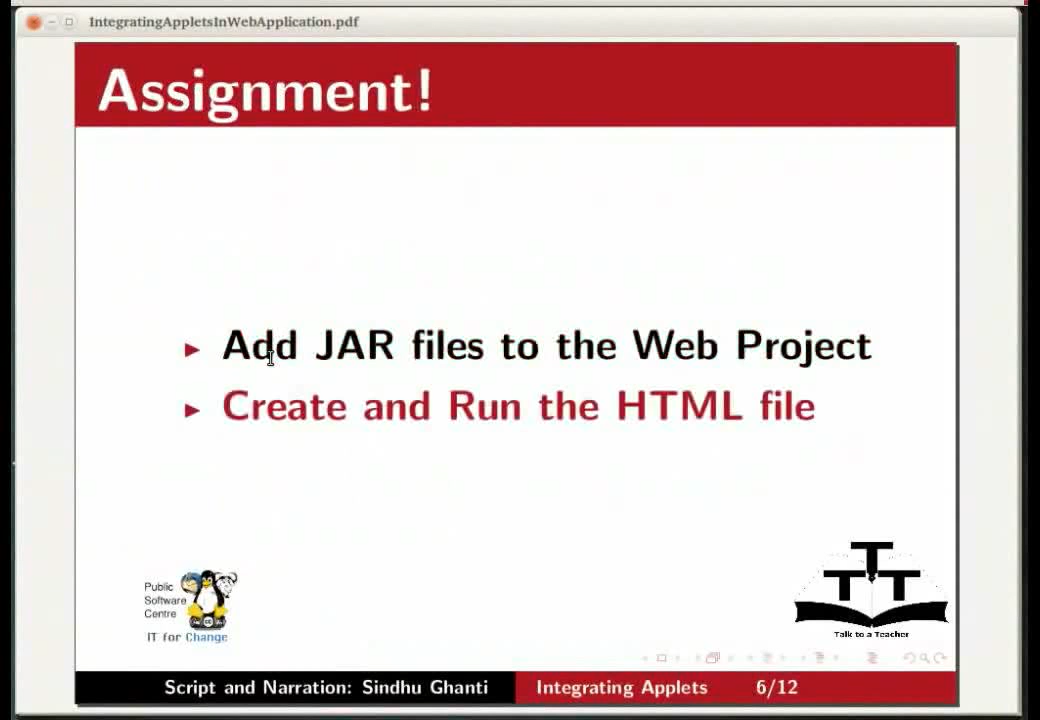 IntegratingAppletsInWebApplication.pdf
Assignment!
Add JAR files to the Web Project
Create and Run the HTML file
Public
Software
Centre
IT for Change
TTT
Talk to a Teacher
Script and Narration: Sindhu Ghanti
Integrating Applets
6/12